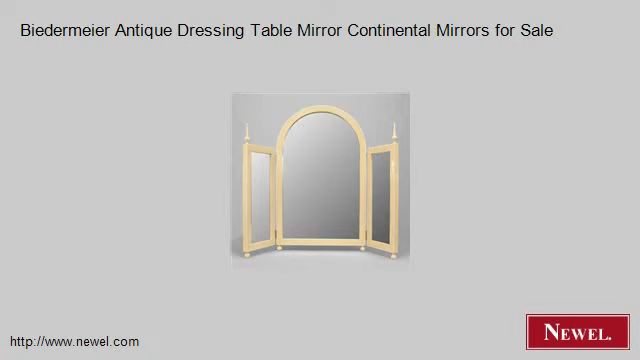 Biedermeier Antique Dressing Table Mirror Continental Mirrors for Sale
http://www.newel.com
NEWEL.